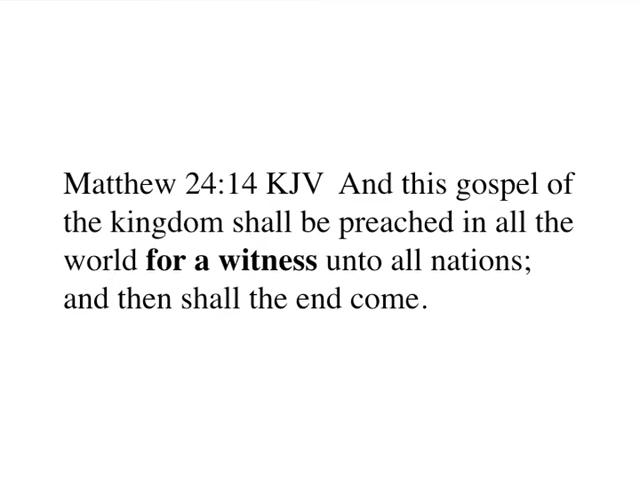 Matthew 24:14 KJV  And this gospel of
the kingdom shall be preached in all the
world for a witness unto all nations;
and then shall the end come.